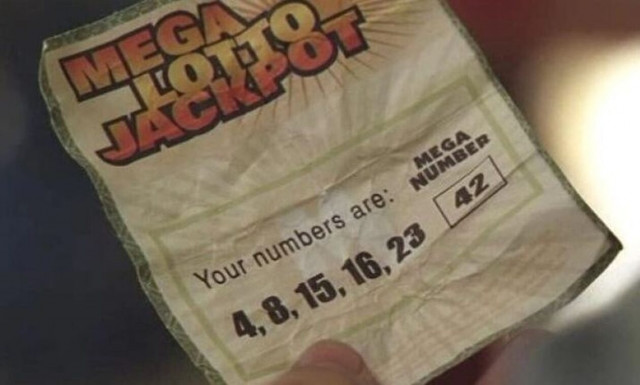 MEGA
LOTTO
JACKPOT
MEGA
NUMBER
Your numbers are: 42
4, 8, 15, 16, 23